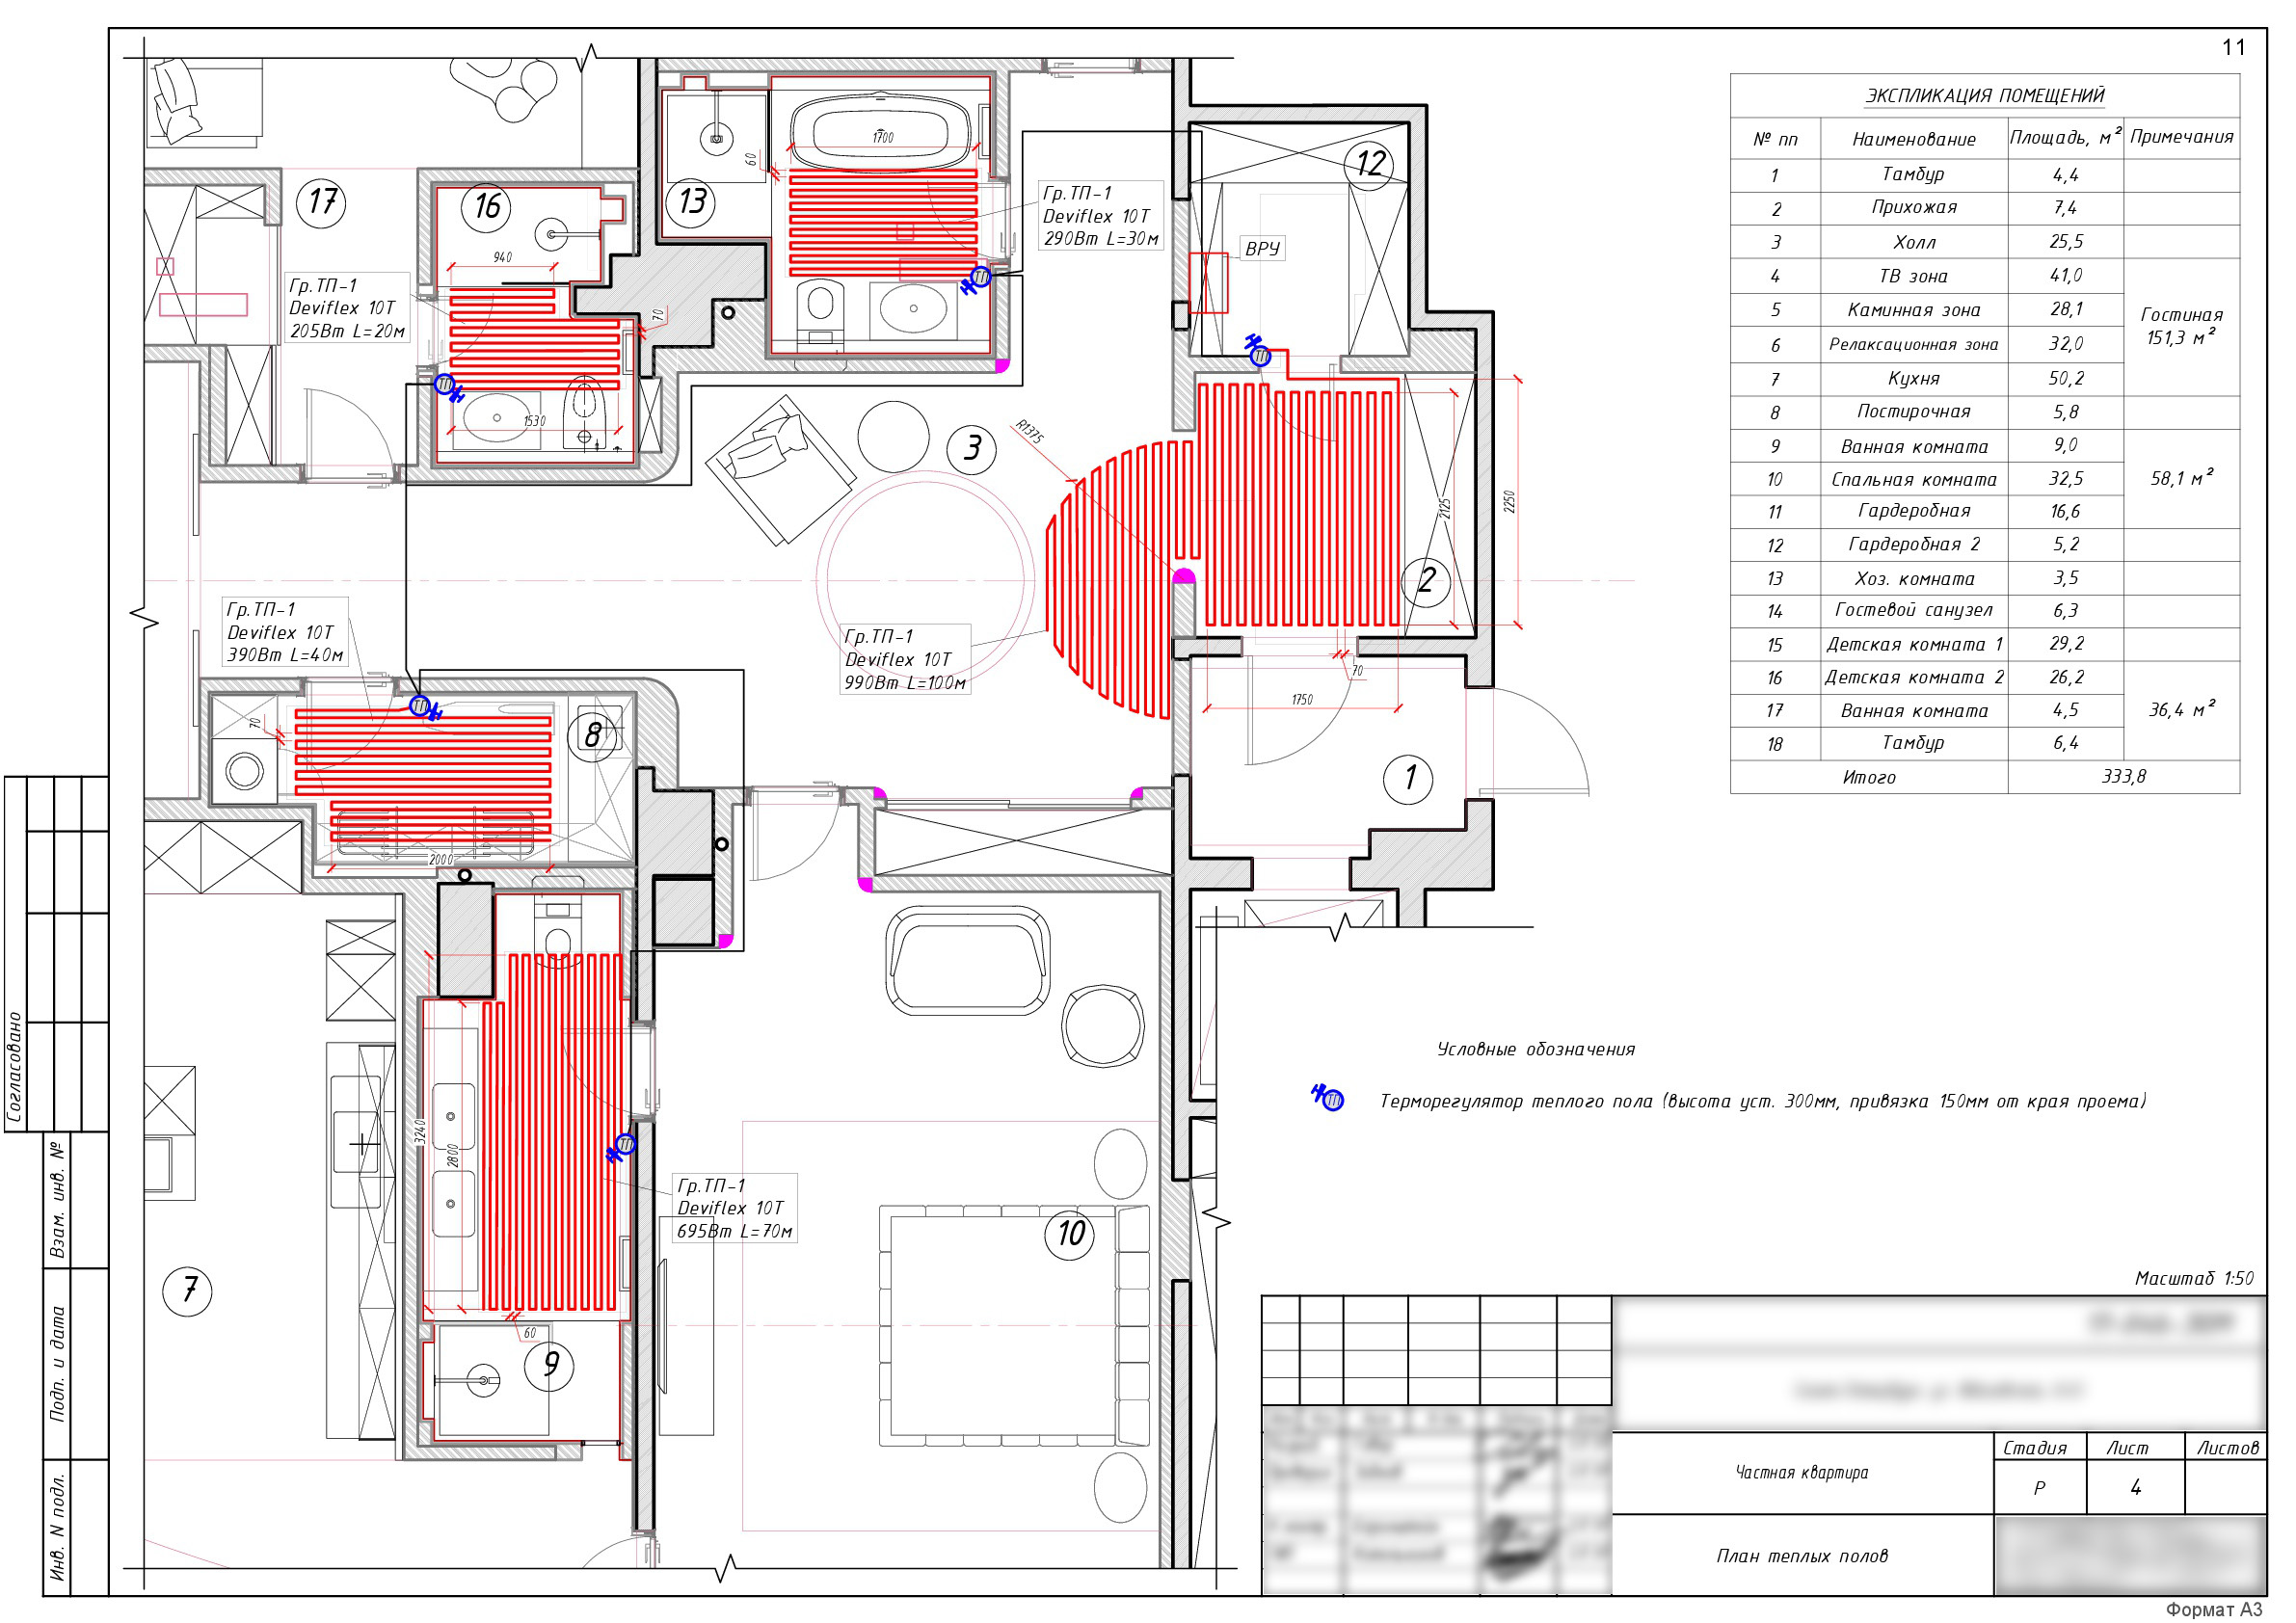 11
ЭКСПЛИКАЦИЯ ПОМЕЩЕНИЙ
№ пп Наименование Площадь, м² Примечания
1 Тамбур 4,4
2 Прихожая 7,4
3 Холл 25,5
4 ТВ зона 41,0
5 Каминная зона 28,1
6 Релаксационная зона 32,0
7 Кухня 50,2
Гостиная
151,3 м²
8 Постирочная 5,8
9 Ванная комната 9,0
10 Спальная комната 32,5
11 Гардеробная 16,6
58,1 м²
12 Гардеробная 2 5,2
13 Хоз. комната 3,5
14 Гостевой санузел 6,3
15 Детская комната 1 29,2
16 Детская комната 2 26,2
17 Ванная комната 4,5
18 Тамбур 6,4
36,4 м²
Итого 333,8
17
16
13
12
Гр.ТП-1
Deviflex 10Т
205Вт L=20м
940
70
1530
ТП
60
1700
Гр.ТП-1
Deviflex 10Т
290Вт L=30м
ТП
ВРУ
ТП
3
R1375
2125
2250
2
Гр.ТП-1
Deviflex 10Т
390Вт L=40м
Гр.ТП-1
Deviflex 10Т
990Вт L=100м
70
1750
70
ТП
8
1
2000
3240
2800
ТП
Гр.ТП-1
Deviflex 10Т
695Вт L=70м
10
7
60
9
Условные обозначения
ТП Терморегулятор теплого пола (высота уст. 300мм, привязка 150мм от края проема)
Масштаб 1:50
Согласовано
Взам. инв. №
Подп. и дата
Инв. N подл.
Частная квартира
Стадия Лист Листов
Р 4
План теплых полов
Формат А3